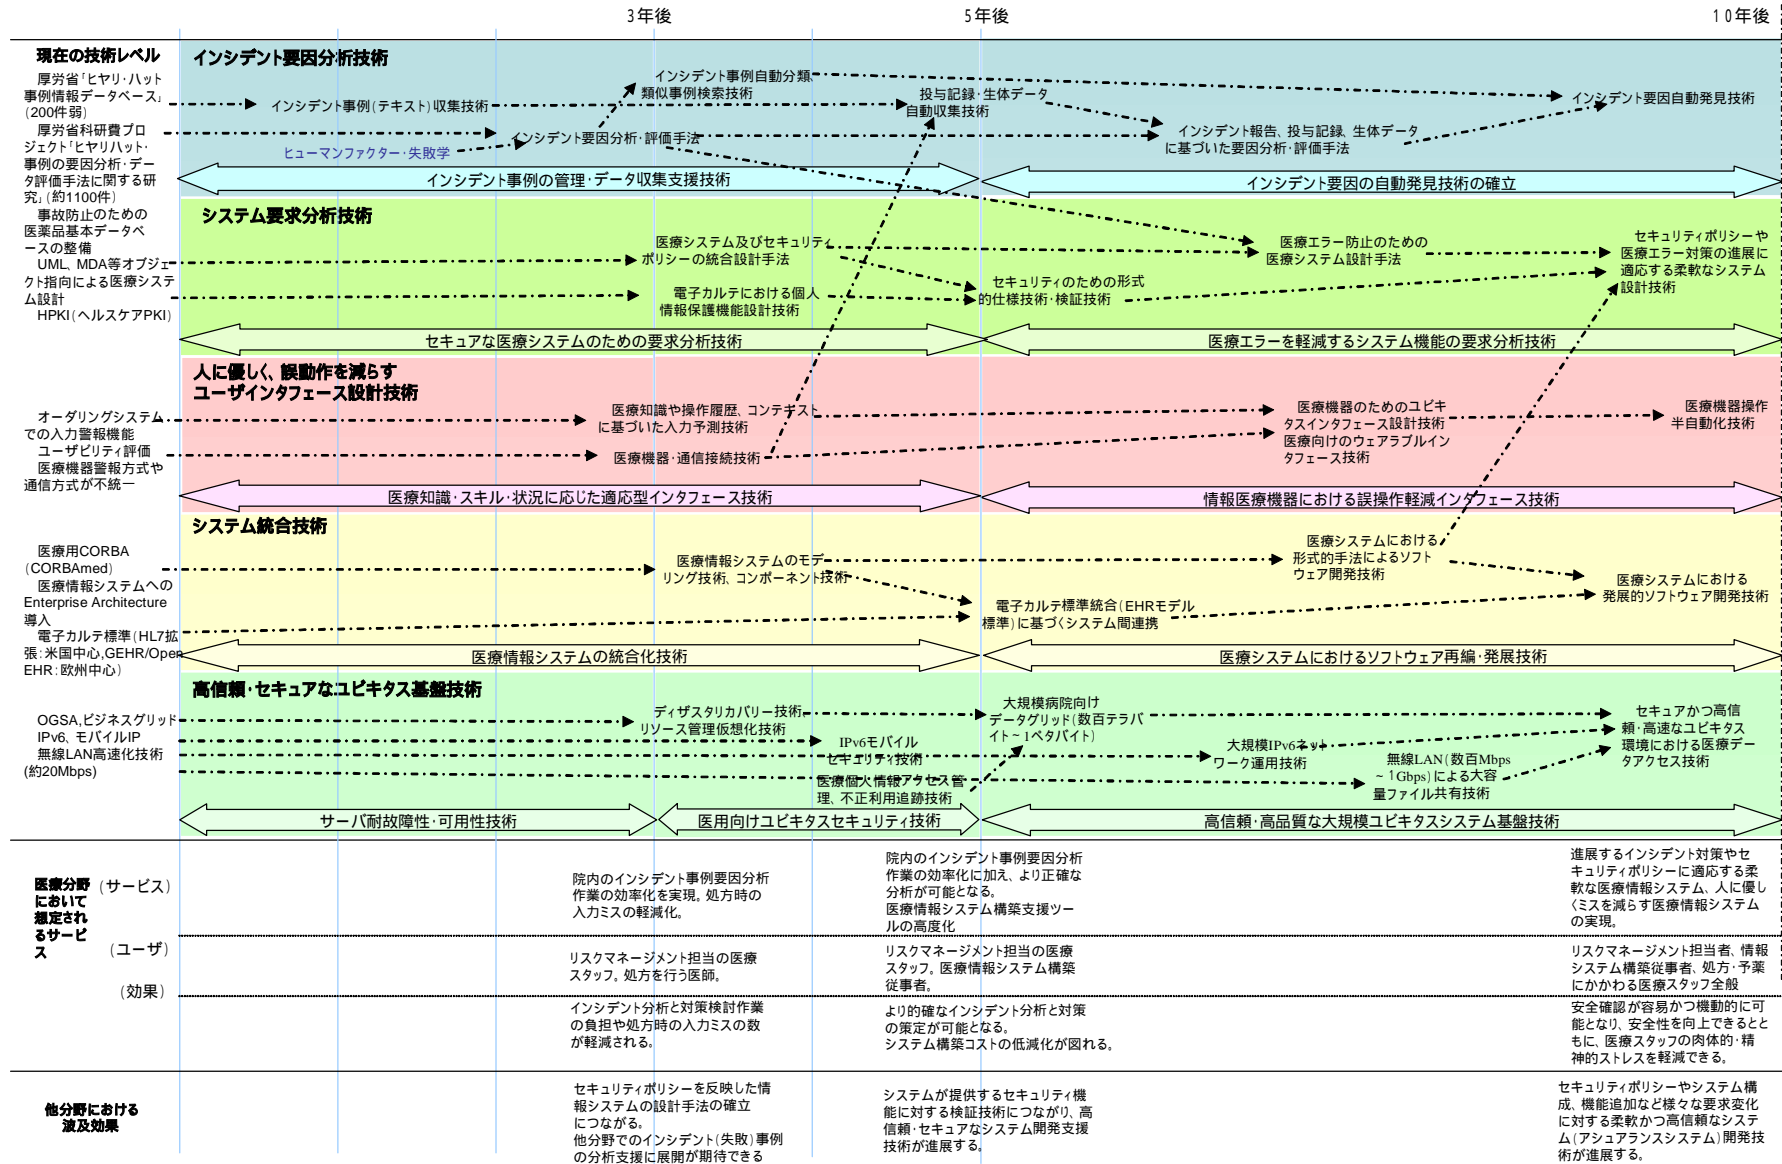 3年後
5年後
10年後
現在の技術レベル
厚労省「ヒヤリ・ハット
事例情報データベース」
(200件弱)
厚労省科研費プロ
ジェクト「ヒヤリハット・
事例の要因分析・デー
タ評価手法に関する研
究」(約1100件)
事故防止のための
医薬品基本データベ
ースの整備
UML、MDA等オブジェ
クト指向による医療システ
ム設計
HPKI(ヘルスケアPKI)
インシデント要因分析技術
インシデント事例(テキスト)収集技術
ヒューマンファクター・失敗学
インシデント事例自動分類、
類似事例検索技術
インシデント要因分析・評価手法
投与記録・生体データ
自動収集技術
インシデント報告、投与記録、生体データ
に基づいた要因分析・評価手法
インシデント要因自動発見技術
インシデント事例の管理・データ収集支援技術
インシデント要因の自動発見技術の確立
システム要求分析技術
医療システム及びセキュリティ
ポリシーの統合設計手法
電子カルテにおける個人
情報保護機能設計技術
セキュリティのための形式
的仕様技術・検証技術
医療エラー防止のための
医療システム設計手法
セキュリティポリシーや
医療エラー対策の進展に
適応する柔軟なシステム
設計技術
セキュアな医療システムのための要求分析技術
医療エラーを軽減するシステム機能の要求分析技術
オーダリングシステム
での入力警報機能
ユーザビリティ評価
医療機器警報方式や
通信方式が不統一
人に優しく、誤動作を減らす
ユーザインタフェース設計技術
医療知識や操作履歴、コンテキスト
に基づいた入力予測技術
医療機器・通信接続技術
医療機器のためのユビキ
タスインタフェース設計技術
医療向けのウェアラブルイン
タフェース技術
医療機器操作
半自動化技術
医療知識・スキル・状況に応じた適応型インタフェース技術
情報医療機器における誤操作軽減インタフェース技術
医療用CORBA
(CORBAmed)
医療情報システムへの
Enterprise Architecture
導入
電子カルテ標準(HL7拡
張:米国中心,GEHR/Open
EHR:欧州中心)
システム統合技術
医療情報システムのモデ
リング技術、コンポーネント技術
電子カルテ標準統合(EHRモデル
標準)に基づくシステム間連携
医療システムにおける
形式的手法によるソフト
ウェア開発技術
医療システムにおける
発展的ソフトウェア開発技術
医療情報システムの統合化技術
医療システムにおけるソフトウェア再編・発展技術
OGSA,ビジネスグリッド
IPv6、モバイルIP
無線LAN高速化技術
(約20Mbps)
高信頼・セキュアなユビキタス基盤技術
ディザスタリカバリー技術
リソース管理仮想化技術
IPv6モバイル
セキュリティ技術
医療個人情報アクセス管
理、不正利用追跡技術
大規模病院向け
データグリッド(数百テラバ
イト~1ペタバイト)
大規模IPv6ネット
ワーク運用技術
無線LAN(数百Mbps
~1Gbps)による大容
量ファイル共有技術
セキュアかつ高信
頼・高速なユビキタス
環境における医療デー
タアクセス技術
サーバ耐故障性・可用性技術
医用向けユビキタスセキュリティ技術
高信頼・高品質な大規模ユビキタスシステム基盤技術
医療分野
において
想定され
るサービ
ス
(サービス)
院内のインシデント事例要因分析
作業の効率化を実現。処方時の
入力ミスの軽減化。
院内のインシデント事例要因分析
作業の効率化に加え、より正確な
分析が可能となる。
医療情報システム構築支援ツー
ルの高度化
進展するインシデント対策やセ
キュリティポリシーに適応する柔
軟な医療情報システム、人に優し
くミスを減らす医療情報システム
の実現。
(ユーザ)
リスクマネージメント担当の医療
スタッフ。処方を行う医師。
リスクマネージメント担当の医療
スタッフ。医療情報システム構築
従事者。
リスクマネージメント担当者、情報
システム構築従事者、処方・予薬
にかかわる医療スタッフ全般
(効果)
インシデント分析と対策検討作業
の負担や処方時の入力ミスの数
が軽減される。
より的確なインシデント分析と対策
の策定が可能となる。
システム構築コストの低減化が図れる。
安全確認が容易かつ機動的に可
能となり、安全性を向上できるとと
もに、医療スタッフの肉体的・精
神的ストレスを軽減できる。
他分野における
波及効果
セキュリティポリシーを反映した情
報システムの設計手法の確立
につながる。
他分野でのインシデント(失敗)事例
の分析支援に展開が期待できる
システムが提供するセキュリティ機
能に対する検証技術につながり、高
信頼・セキュアなシステム開発支援
技術が進展する。
セキュリティポリシーやシステム構
成、機能追加など様々な要求変化
に対する柔軟かつ高信頼なシステ
ム(アシュアランスシステム)開発技
術が進展する。